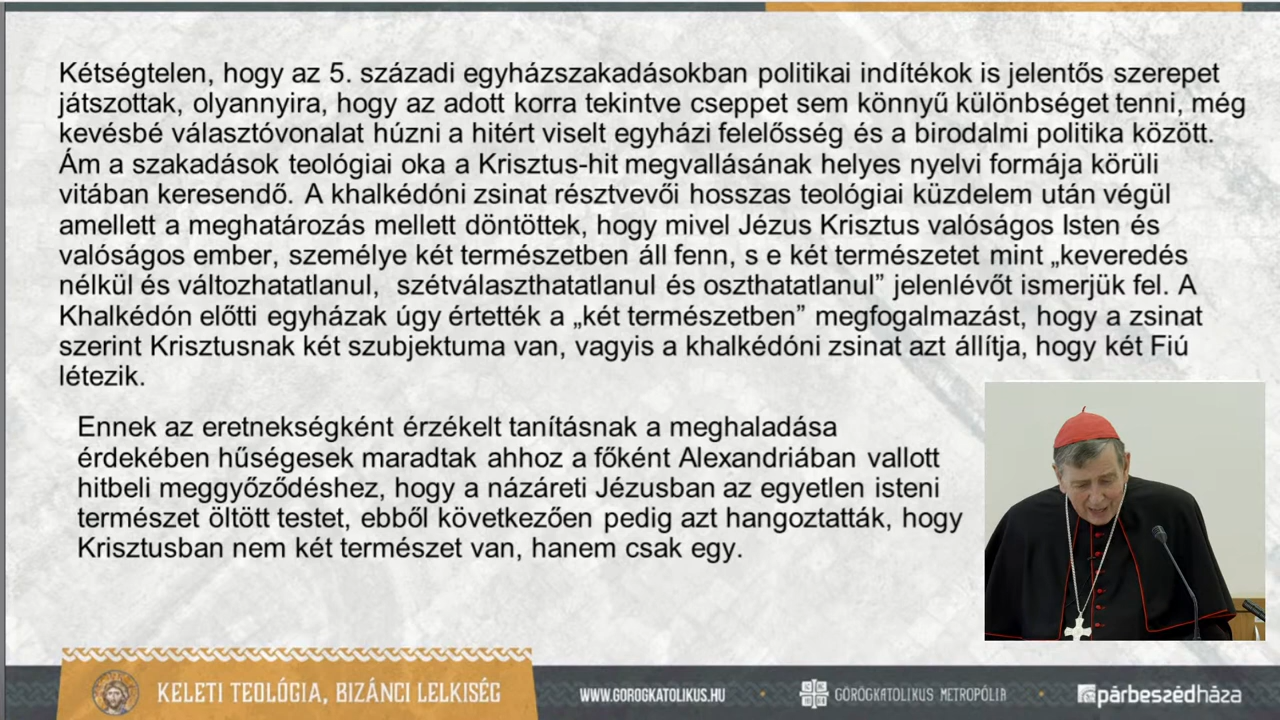 Kétségtelen, hogy az 5. századi egyházszakadásokban politikai indítékok is jelentős szerepet
játszottak, olyannyira, hogy az adott korra tekintve cseppet sem könnyű különbséget tenni, még
kevésbé választóvonalat húzni a hitért viselt egyházi felelősség és a birodalmi politika között.
Ám a szakadások teológiai oka a Krisztus-hit megvallásának helyes nyelvi formája körüli
vitában keresendő. A khalkédóni zsinat résztvevői hosszas teológiai küzdelem után végül
amellett a meghatározás mellett döntöttek, hogy mivel Jézus Krisztus valóságos Isten és
valóságos ember, személye két természetben áll fenn, s e két természetet mint „keveredés
nélkül és változhatatlanul, szétválaszthatatlanul és oszthatatlanul” jelenlévőt ismerjük fel. A
Khalkédón előtti egyházak úgy értették a „két természetben” megfogalmazást, hogy a zsinat
szerint Krisztusnak két szubjektuma van, vagyis a khalkédóni zsinat azt állítja, hogy két Fiú
létezik.
Ennek az eretnekségként érzékelt tanításnak a meghaladása
érdekében hűségesek maradtak ahhoz a főként Alexandriában vallott
hitbeli meggyőződéshez, hogy a názáreti Jézusban az egyetlen isteni
természet öltött testet, ebből következően pedig azt hangoztatták, hogy
Krisztusban nem két természet van, hanem csak egy.
KELETI TEOLÓGIA, BIZÁNCI LELKISÉG
WWW.GOROGKATOLIKUS.HU
GÖRÖGKATOLIKUS METROPÓLIA
párbeszédháza